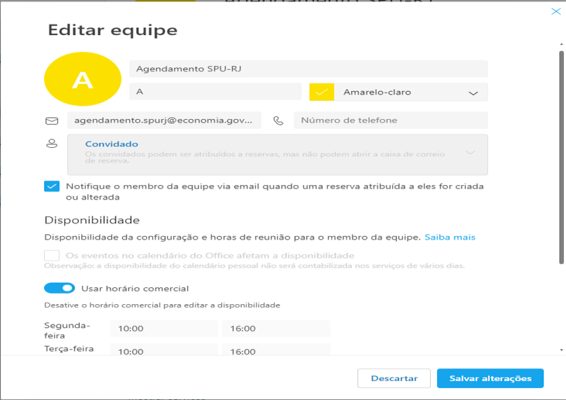 Agendamento SPU-RJ
Editar equipe
A
Agendamento SPU-RJ
A
Amarelo-claro
agendamento.spurj@economia.gov...
Número de telefone
Convidado
Os convidados podem ser atribuídos a reservas, mas não podem abrir a caixa de correio
de reserva.
Notifique o membro da equipe via email quando uma reserva atribuída a eles for criada
ou alterada
Disponibilidade
Disponibilidade da configuração e horas de reunião para o membro da equipe. Saiba mais
Os eventos no calendário do Office afetam a disponibilidade
Observação: a disponibilidade do calendário pessoal não será contabilizada nos serviços de vários dias.
Usar horário comercial
Desative o horário comercial para editar a disponibilidade
Segunda-
feira
10:00
16:00
Terça-feira
10:00
16:00
Descartar
Salvar alterações